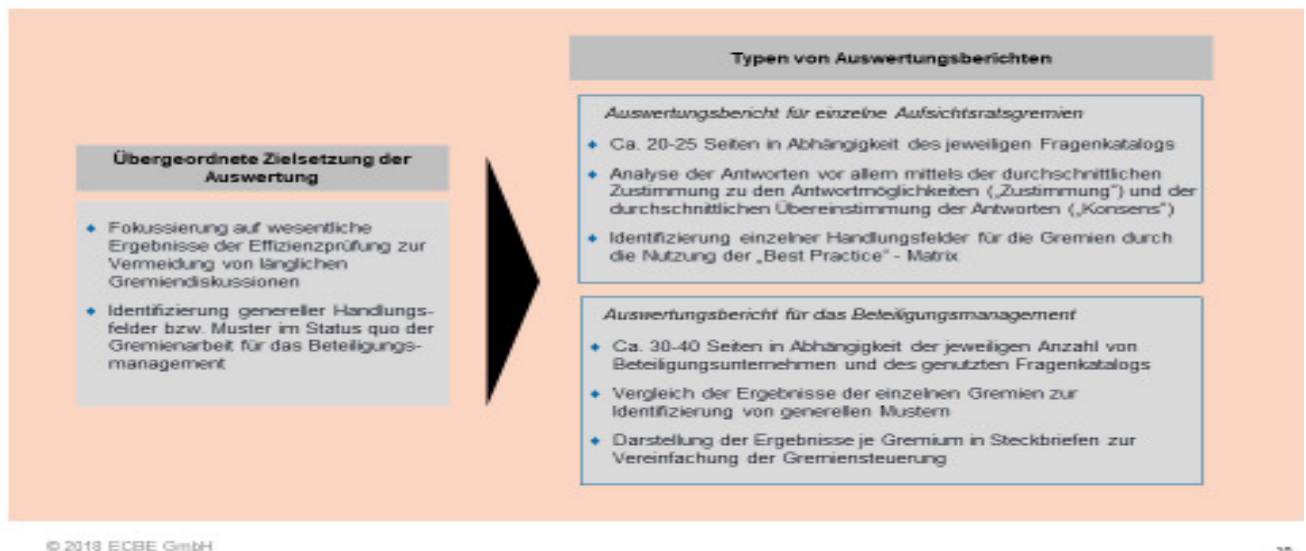 Übergeordnete Zielsetzung der
Auswertung
◆ Fokussierung auf wesentliche
Ergebnisse der Effizienzprüfung zur
Vermeidung von länglichen
Gremiendiskussionen
◆ Identifizierung genereller Handlungs-
felder bzw. Muster im Status quo der
Gremienarbeit für das Beteiligungs-
management
Typen von Auswertungsberichten
Auswertungsbericht für einzelne Aufsichtsratsgremien
◆ Ca. 20-25 Seiten in Abhängigkeit des jeweiligen Fragenkatalogs
◆ Analyse der Antworten vor allem mittels der durchschnittlichen
Zustimmung zu den Antwortmöglichkeiten („Zustimmung“) und der
durchschnittlichen Übereinstimmung der Antworten („Konsens“)
◆ Identifizierung einzelner Handlungsfelder für die Gremien durch
die Nutzung der „Best Practice“ - Matrix
Auswertungsbericht für das Beteiligungsmanagement
◆ Ca. 30-40 Seiten in Abhängigkeit der jeweiligen Anzahl von
Beteiligungsunternehmen und des genutzten Fragenkatalogs
◆ Vergleich der Ergebnisse der einzelnen Gremien zur
Identifizierung von generellen Mustern
◆ Darstellung der Ergebnisse je Gremium in Steckbriefen zur
Vereinfachung der Gremiensteuerung
© 2018 ECBE GmbH